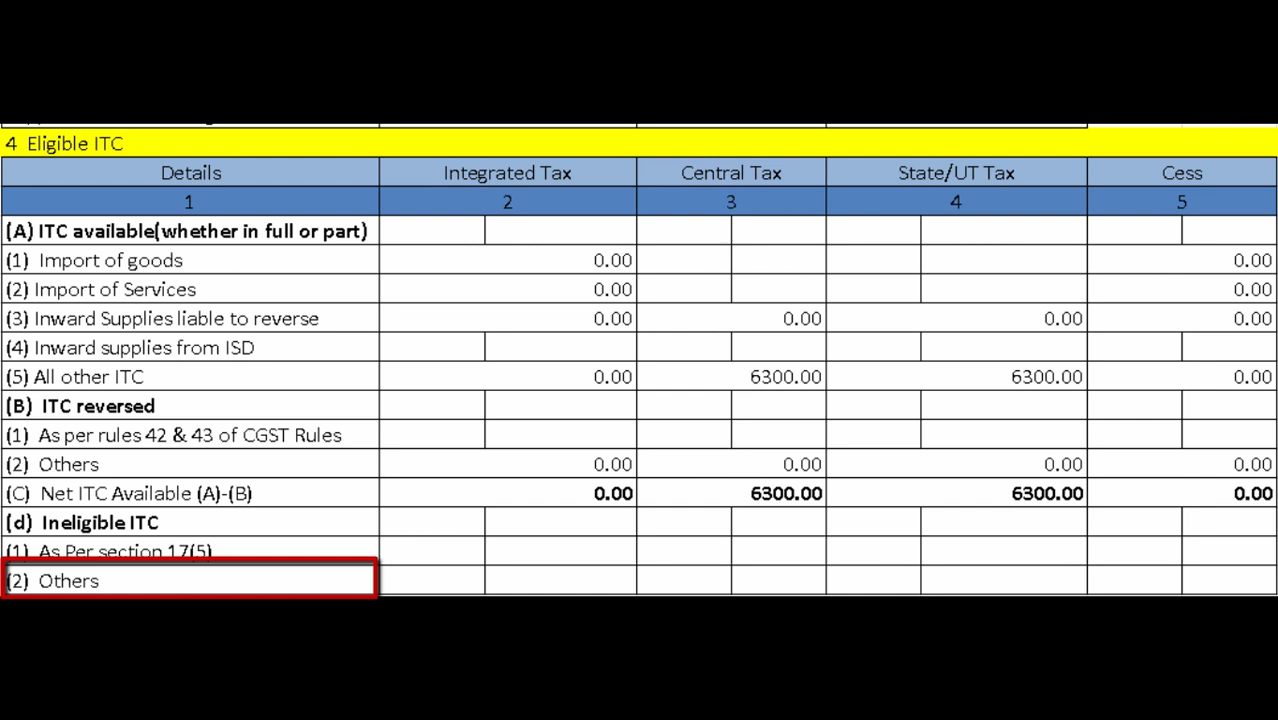 4 Eligible ITC
Details Integrated Tax Central Tax State/UT Tax Cess
1 2 3 4 5
(A) ITC available(whether in full or part)
(1) Import of goods 0.00 0.00
(2) Import of Services 0.00 0.00
(3) Inward Supplies liable to reverse 0.00 0.00 0.00 0.00
(4) Inward supplies from ISD
(5) All other ITC 0.00 6300.00 6300.00 0.00
(B) ITC reversed
(1) As per rules 42 & 43 of CGST Rules
(2) Others 0.00 0.00 0.00 0.00
(C) Net ITC Available (A)-(B) 0.00 6300.00 6300.00 0.00
(d) Ineligible ITC
(1) As Per section 17(5)
(2) Others